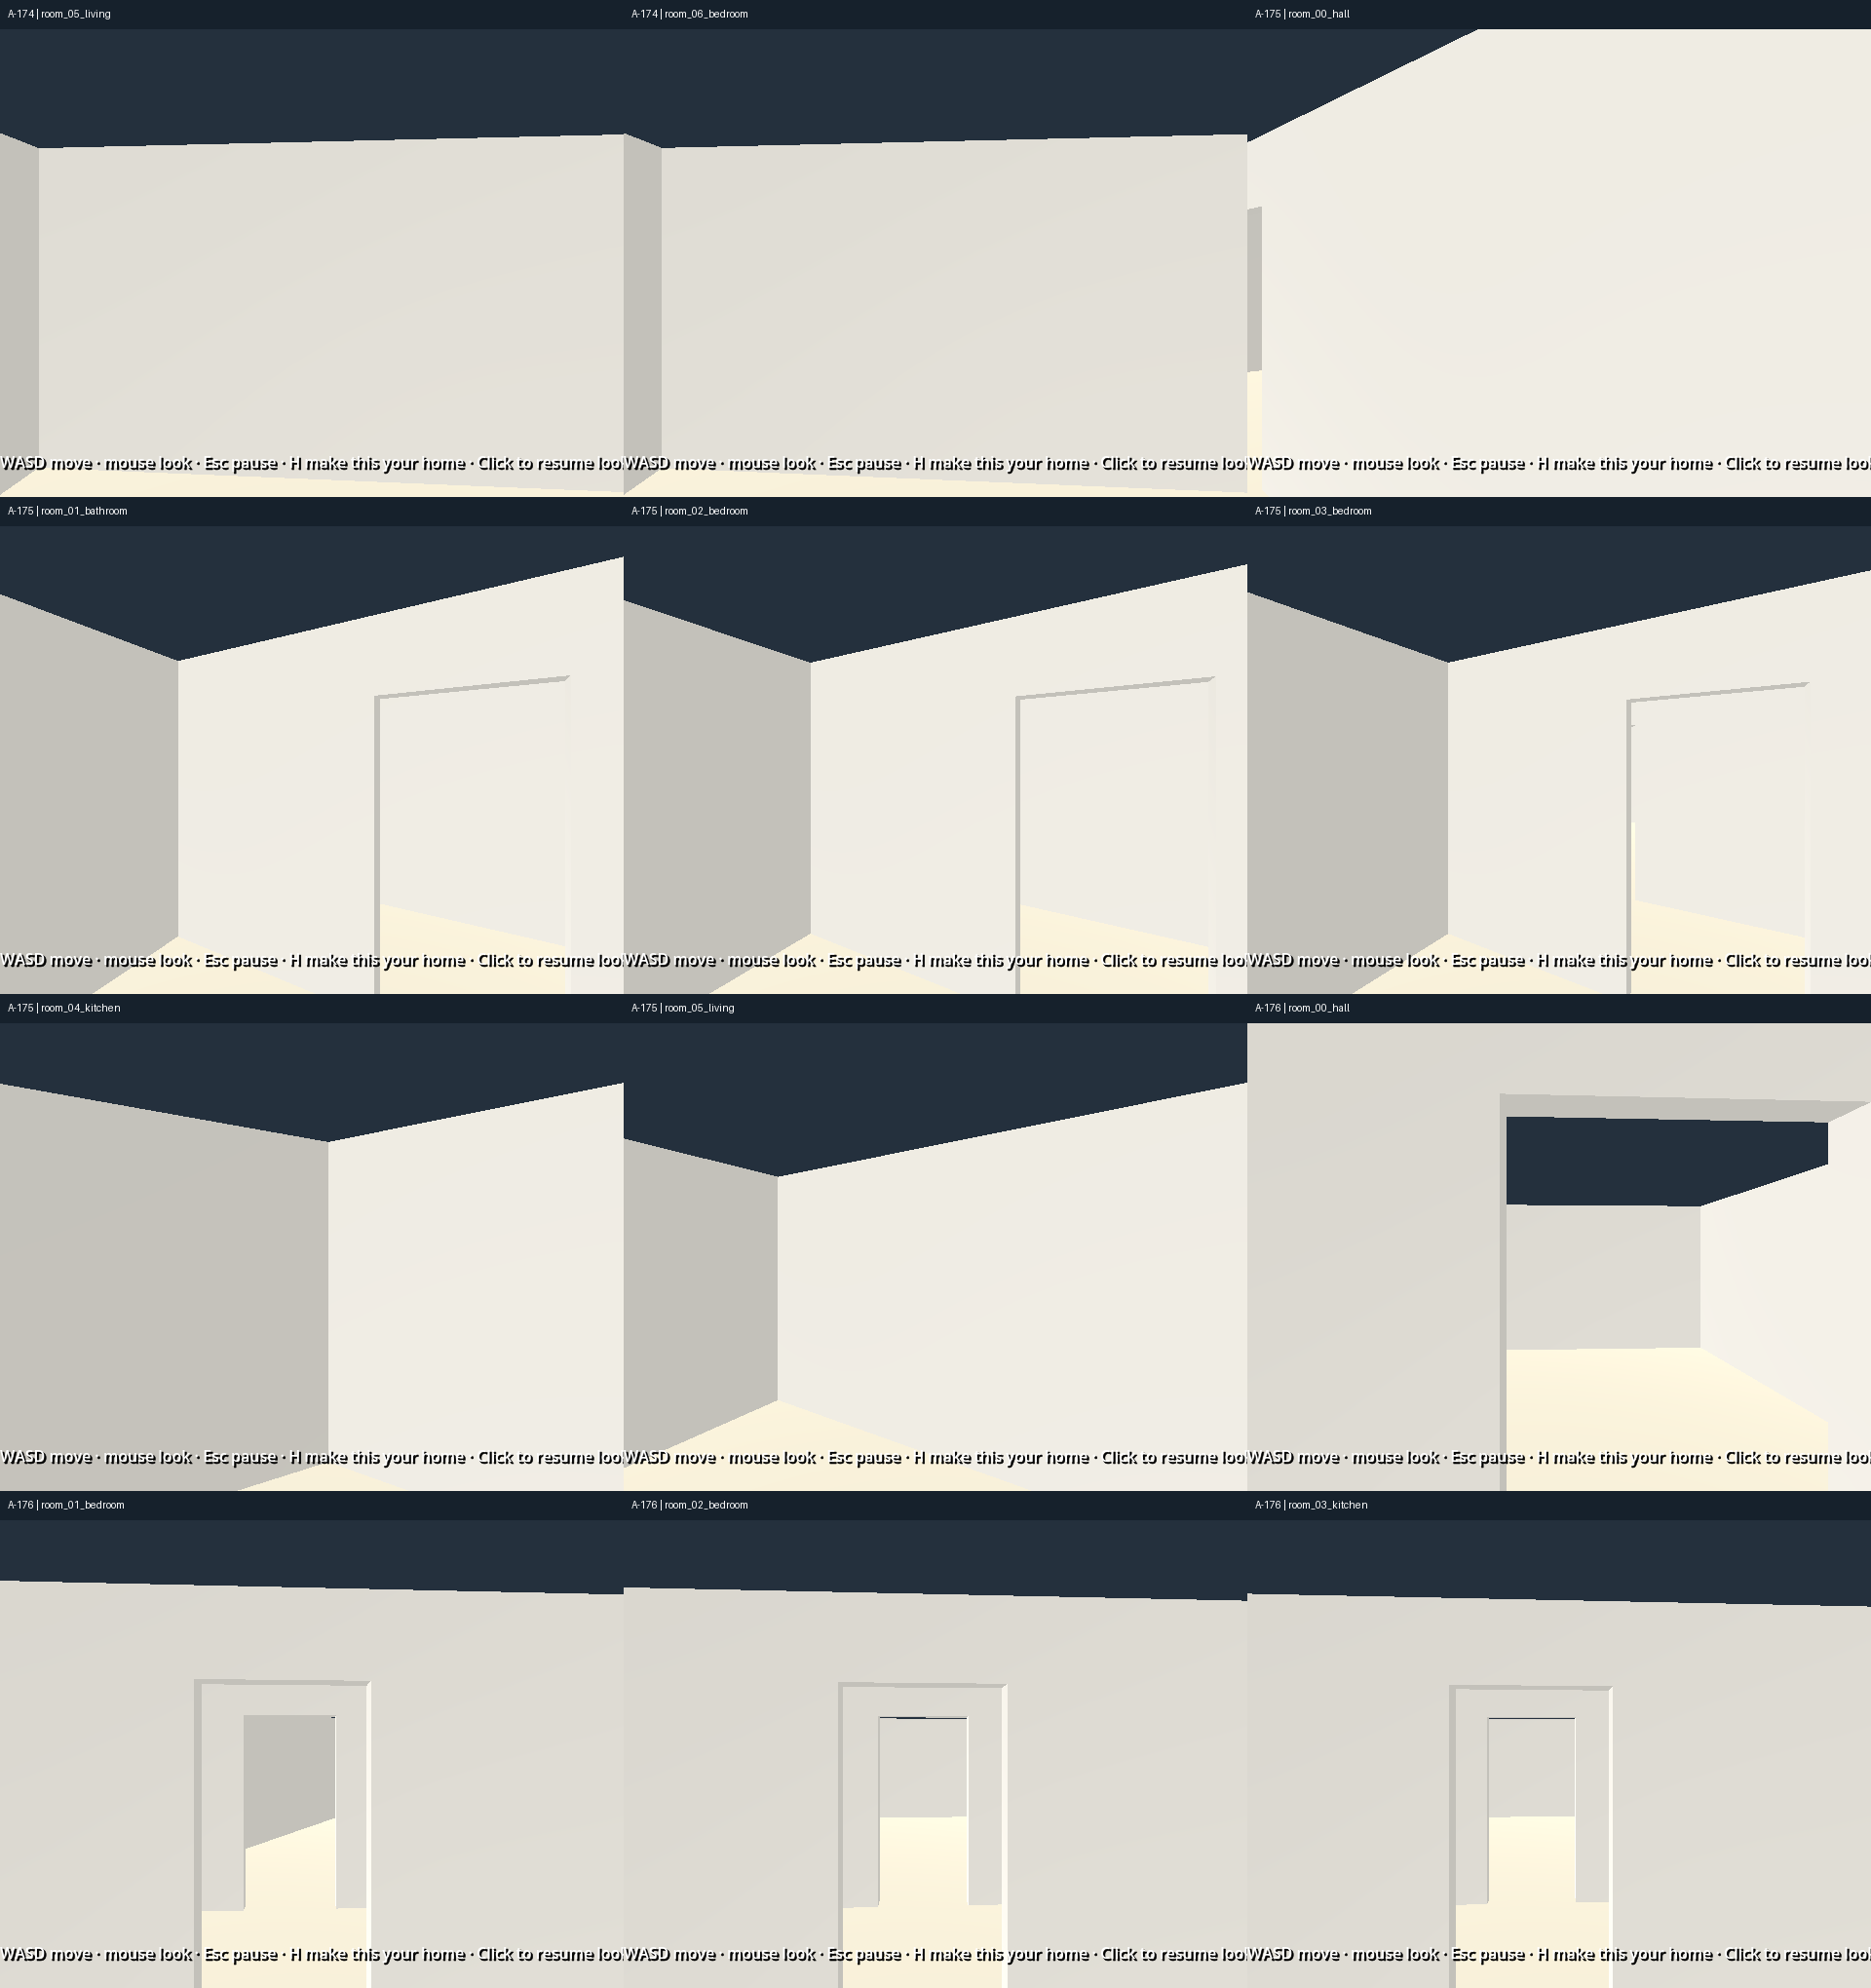 A-174 | room_05_living
A-174 | room_06_bedroom
A-175 | room_00_hall
WASD move · mouse look · Esc pause · H make this your home · Click to resume loo
WASD move · mouse look · Esc pause · H make this your home · Click to resume loo
WASD move · mouse look · Esc pause · H make this your home · Click to resume loo
A-175 | room_01_bathroom
A-175 | room_02_bedroom
A-175 | room_03_bedroom
WASD move · mouse look · Esc pause · H make this your home · Click to resume loo
WASD move · mouse look · Esc pause · H make this your home · Click to resume loo
WASD move · mouse look · Esc pause · H make this your home · Click to resume loo
A-175 | room_04_kitchen
A-175 | room_05_living
A-176 | room_00_hall
WASD move · mouse look · Esc pause · H make this your home · Click to resume loo
WASD move · mouse look · Esc pause · H make this your home · Click to resume loo
WASD move · mouse look · Esc pause · H make this your home · Click to resume loo
A-176 | room_01_bedroom
A-176 | room_02_bedroom
A-176 | room_03_kitchen
WASD move · mouse look · Esc pause · H make this your home · Click to resume loo
WASD move · mouse look · Esc pause · H make this your home · Click to resume loo
WASD move · mouse look · Esc pause · H make this your home · Click to resume loo